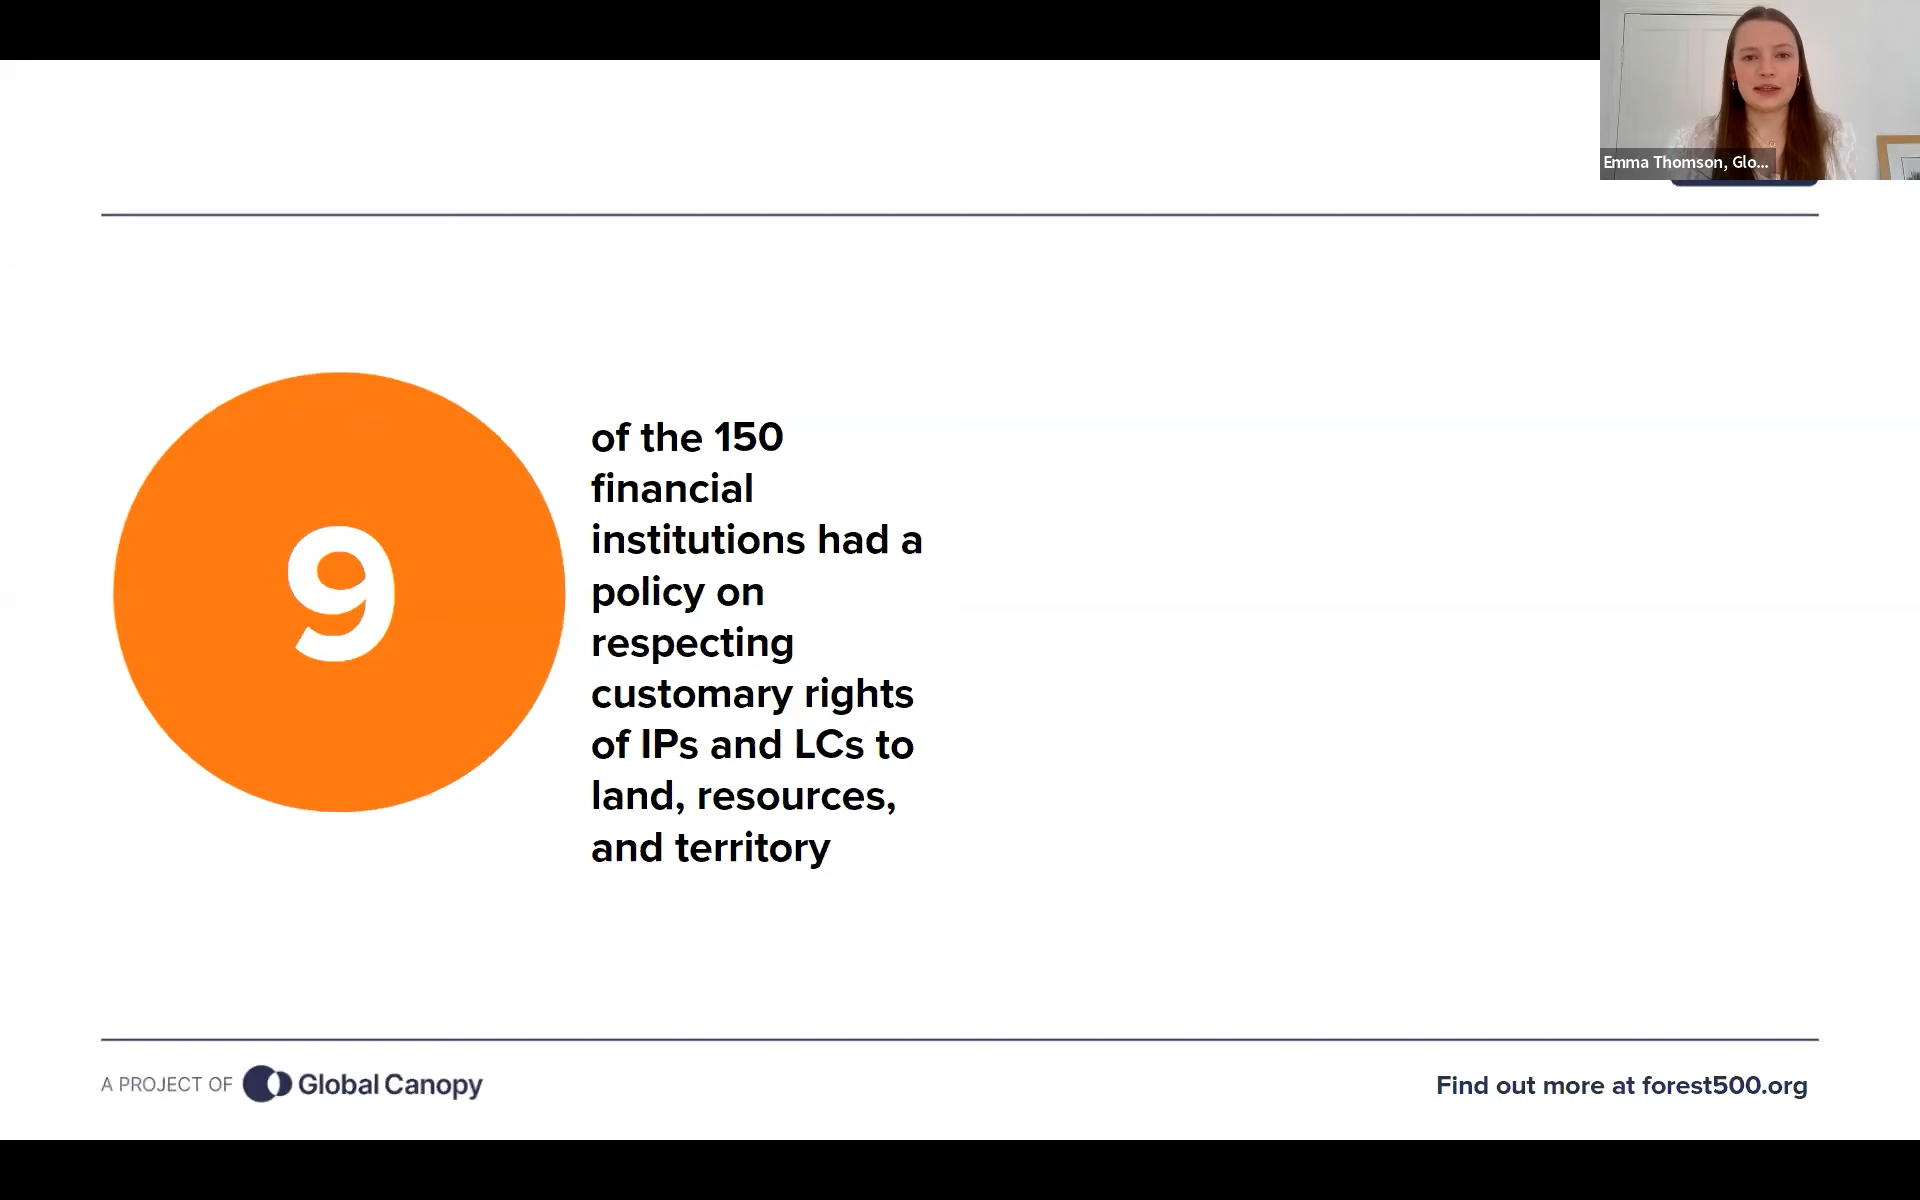 Emma Thomson, Glo...
9
of the 150
financial
institutions had a
policy on
respecting
customary rights
of IPs and LCs to
land, resources,
and territory
A PROJECT OF Global Canopy
Find out more at forest500.org